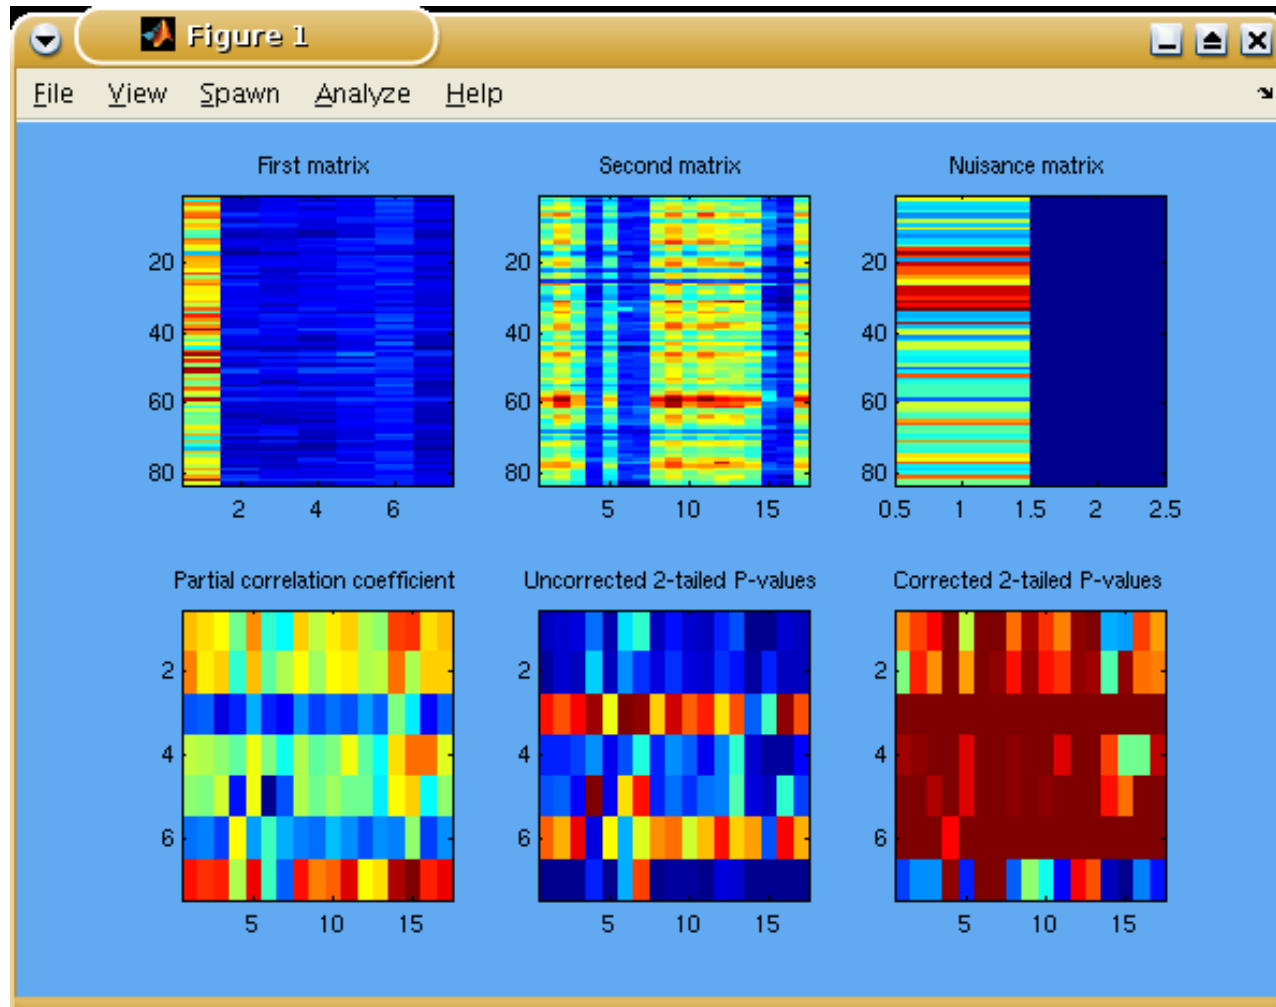 Figure 1
File View Spawn Analyze Help
First matrix Second matrix Nuisance matrix
20 20 20
40 40 40
60 60 60
80 80 80
2 4 6 5 10 15 0.5 1 1.5 2 2.5
Partial correlation coefficient Uncorrected 2-tailed P-values Corrected 2-tailed P-values
2 2 2
4 4 4
6 6 6
5 10 15 5 10 15 5 10 15